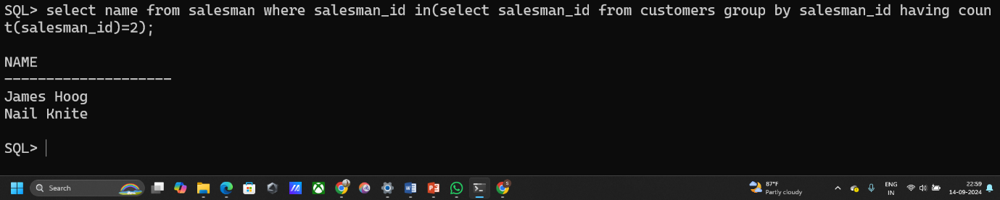 SQL> select name from salesman where salesman_id in(select salesman_id from customers group by salesman_id having coun
t(salesman_id)=2);
NAME
--------------------
James Hoog
Nail Knite
SQL>
Search
87°F
Partly cloudy
ENG
IN
22:59
14-09-2024